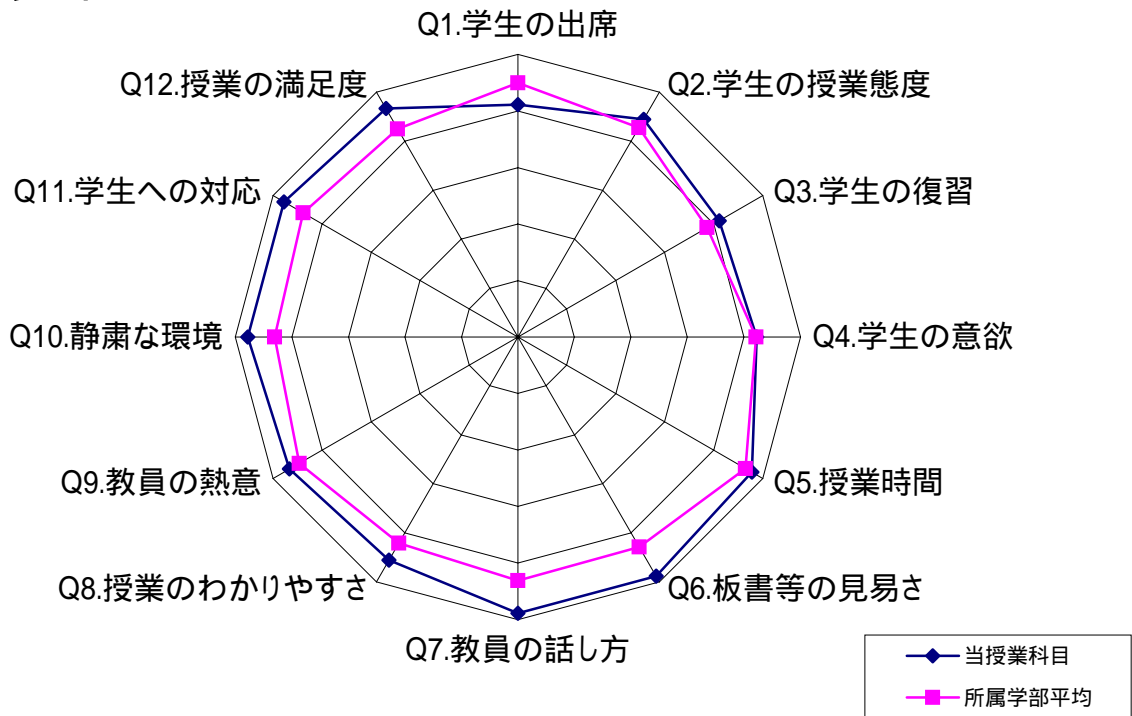 Q1.学生の出席
Q2.学生の授業態度
Q3.学生の復習
Q4.学生の意欲
Q5.授業時間
Q6.板書等の見易さ
Q7.教員の話し方
Q8.授業のわかりやすさ
Q9.教員の熱意
Q10.静粛な環境
Q11.学生への対応
Q12.授業の満足度
当授業科目
所属学部平均